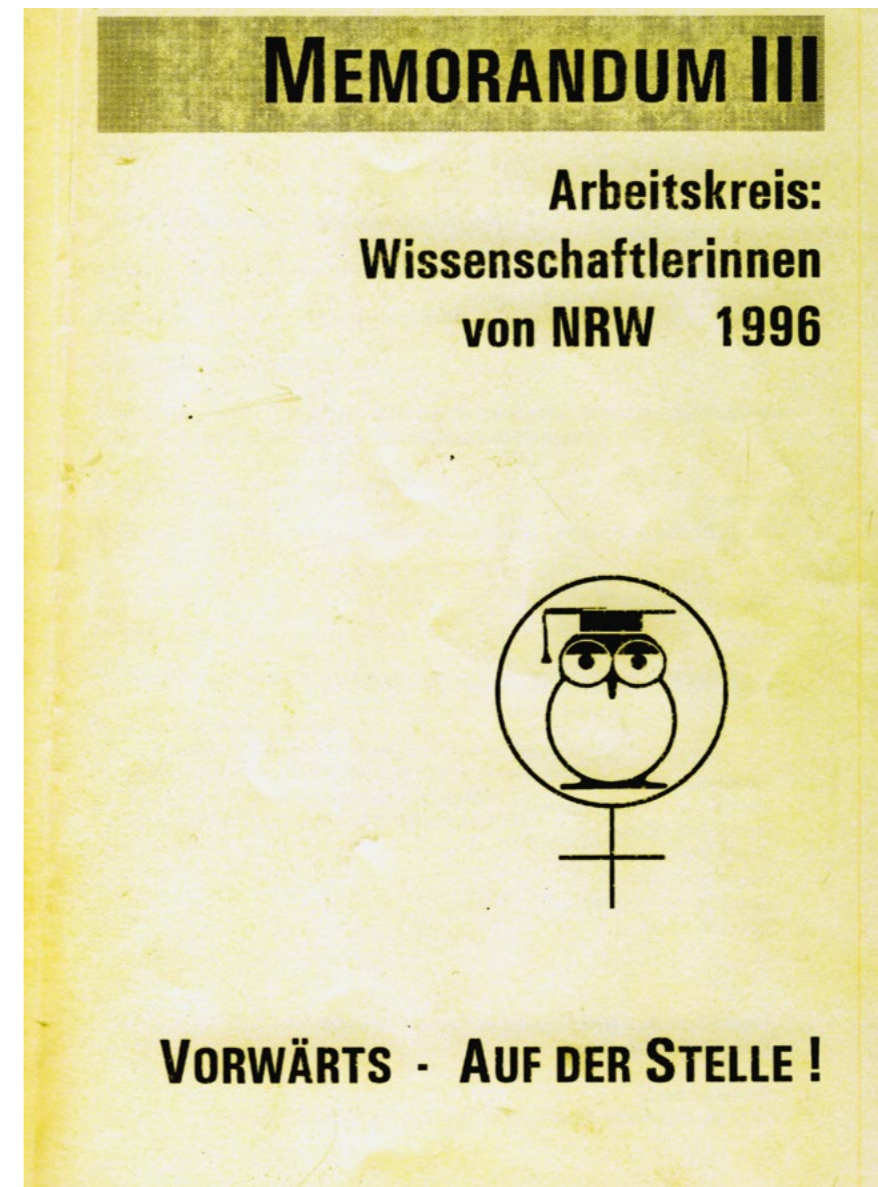 MEMORANDUM III
Arbeitskreis:
Wissenschaftlerinnen
von NRW 1996
VORWÄRTS - AUF DER STELLE !